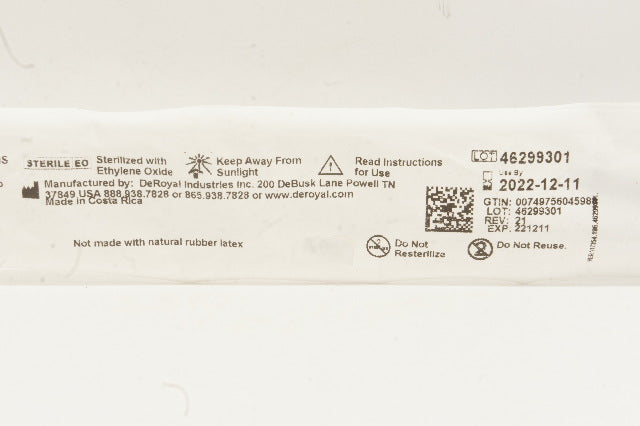 STERILE EO Sterilized with Ethylene Oxide
Keep Away From Sunlight
Read Instructions for Use
Manufactured by: DeRoyal Industries Inc. 200 DeBusk Lane Powell TN
37849 USA 888.938.7828 or 865.938.7828 or www.deroyal.com
Made in Costa Rica
Not made with natural rubber latex
LOT 46299301
Use By
2022-12-11
GTIN: 00749756045988
LOT: 46299301
REV: 21
EXP. 221211
Do Not Resterilize
Do Not Reuse.